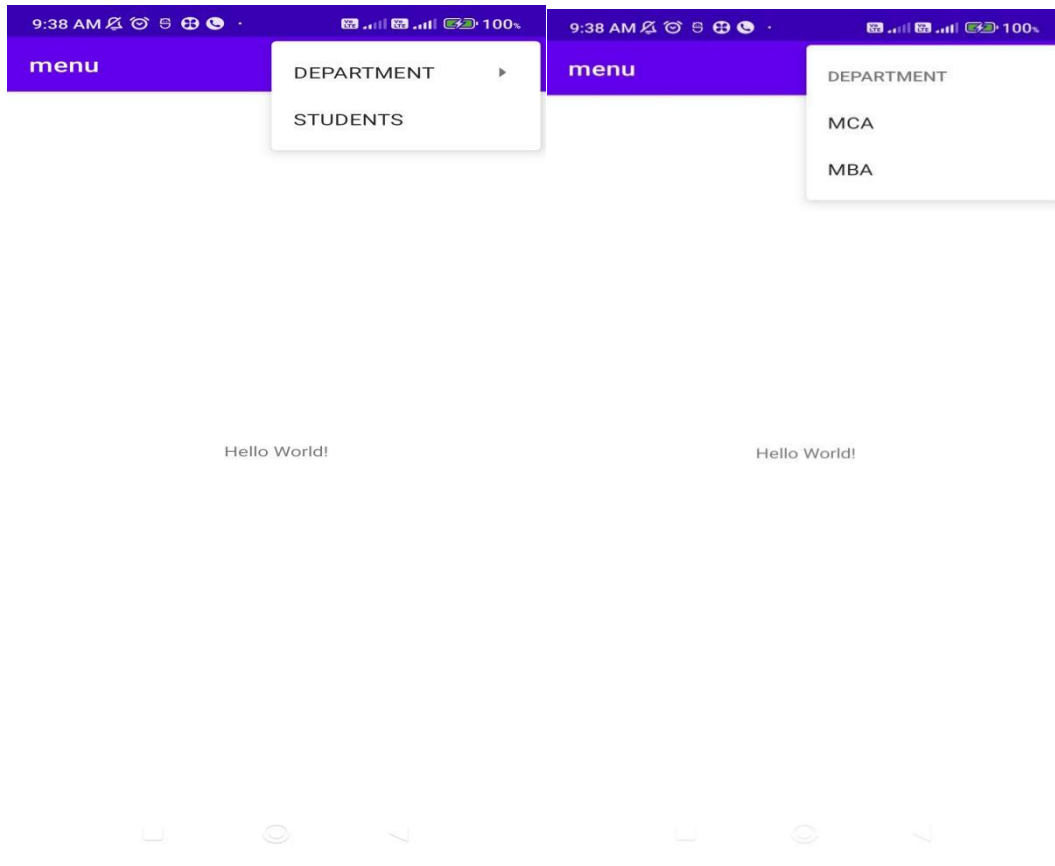 9:38 AM
100%
menu
DEPARTMENT
STUDENTS
Hello World!
9:38 AM
100%
menu
DEPARTMENT
MCA
MBA
Hello World!